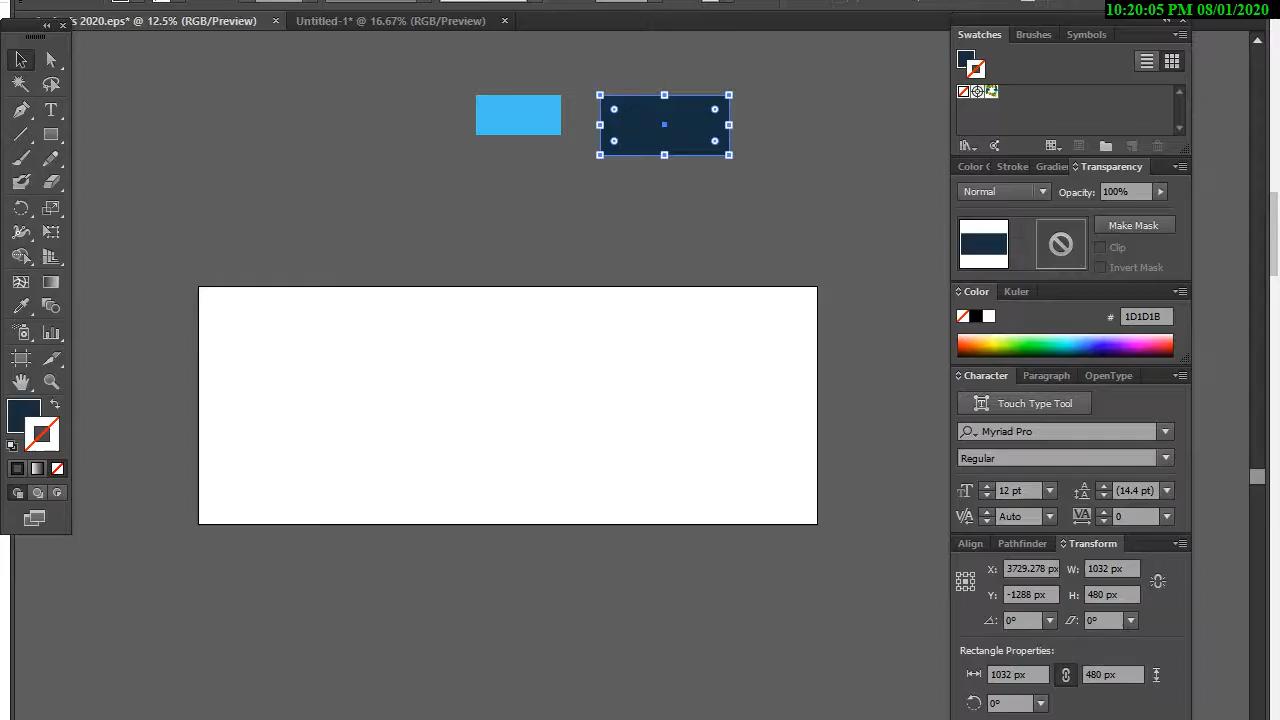 10:20:05 PM 08/01/2020
s 2020.eps* @ 12.5% (RGB/Preview)
Untitled-1* @ 16.67% (RGB/Preview)
Swatches
Brushes
Symbols
Color
Stroke
Gradie
Transparency
Normal
Opacity:
100%
Make Mask
Clip
Invert Mask
Color
Kuler
#
1D1D1B
Character
Paragraph
OpenType
Touch Type Tool
Myriad Pro
Regular
12 pt
(14.4 pt)
Auto
0
Align
Pathfinder
Transform
X:
3729.278 px
W:
1032 px
Y:
-1288 px
H:
480 px
0°
0°
Rectangle Properties:
1032 px
480 px
0°